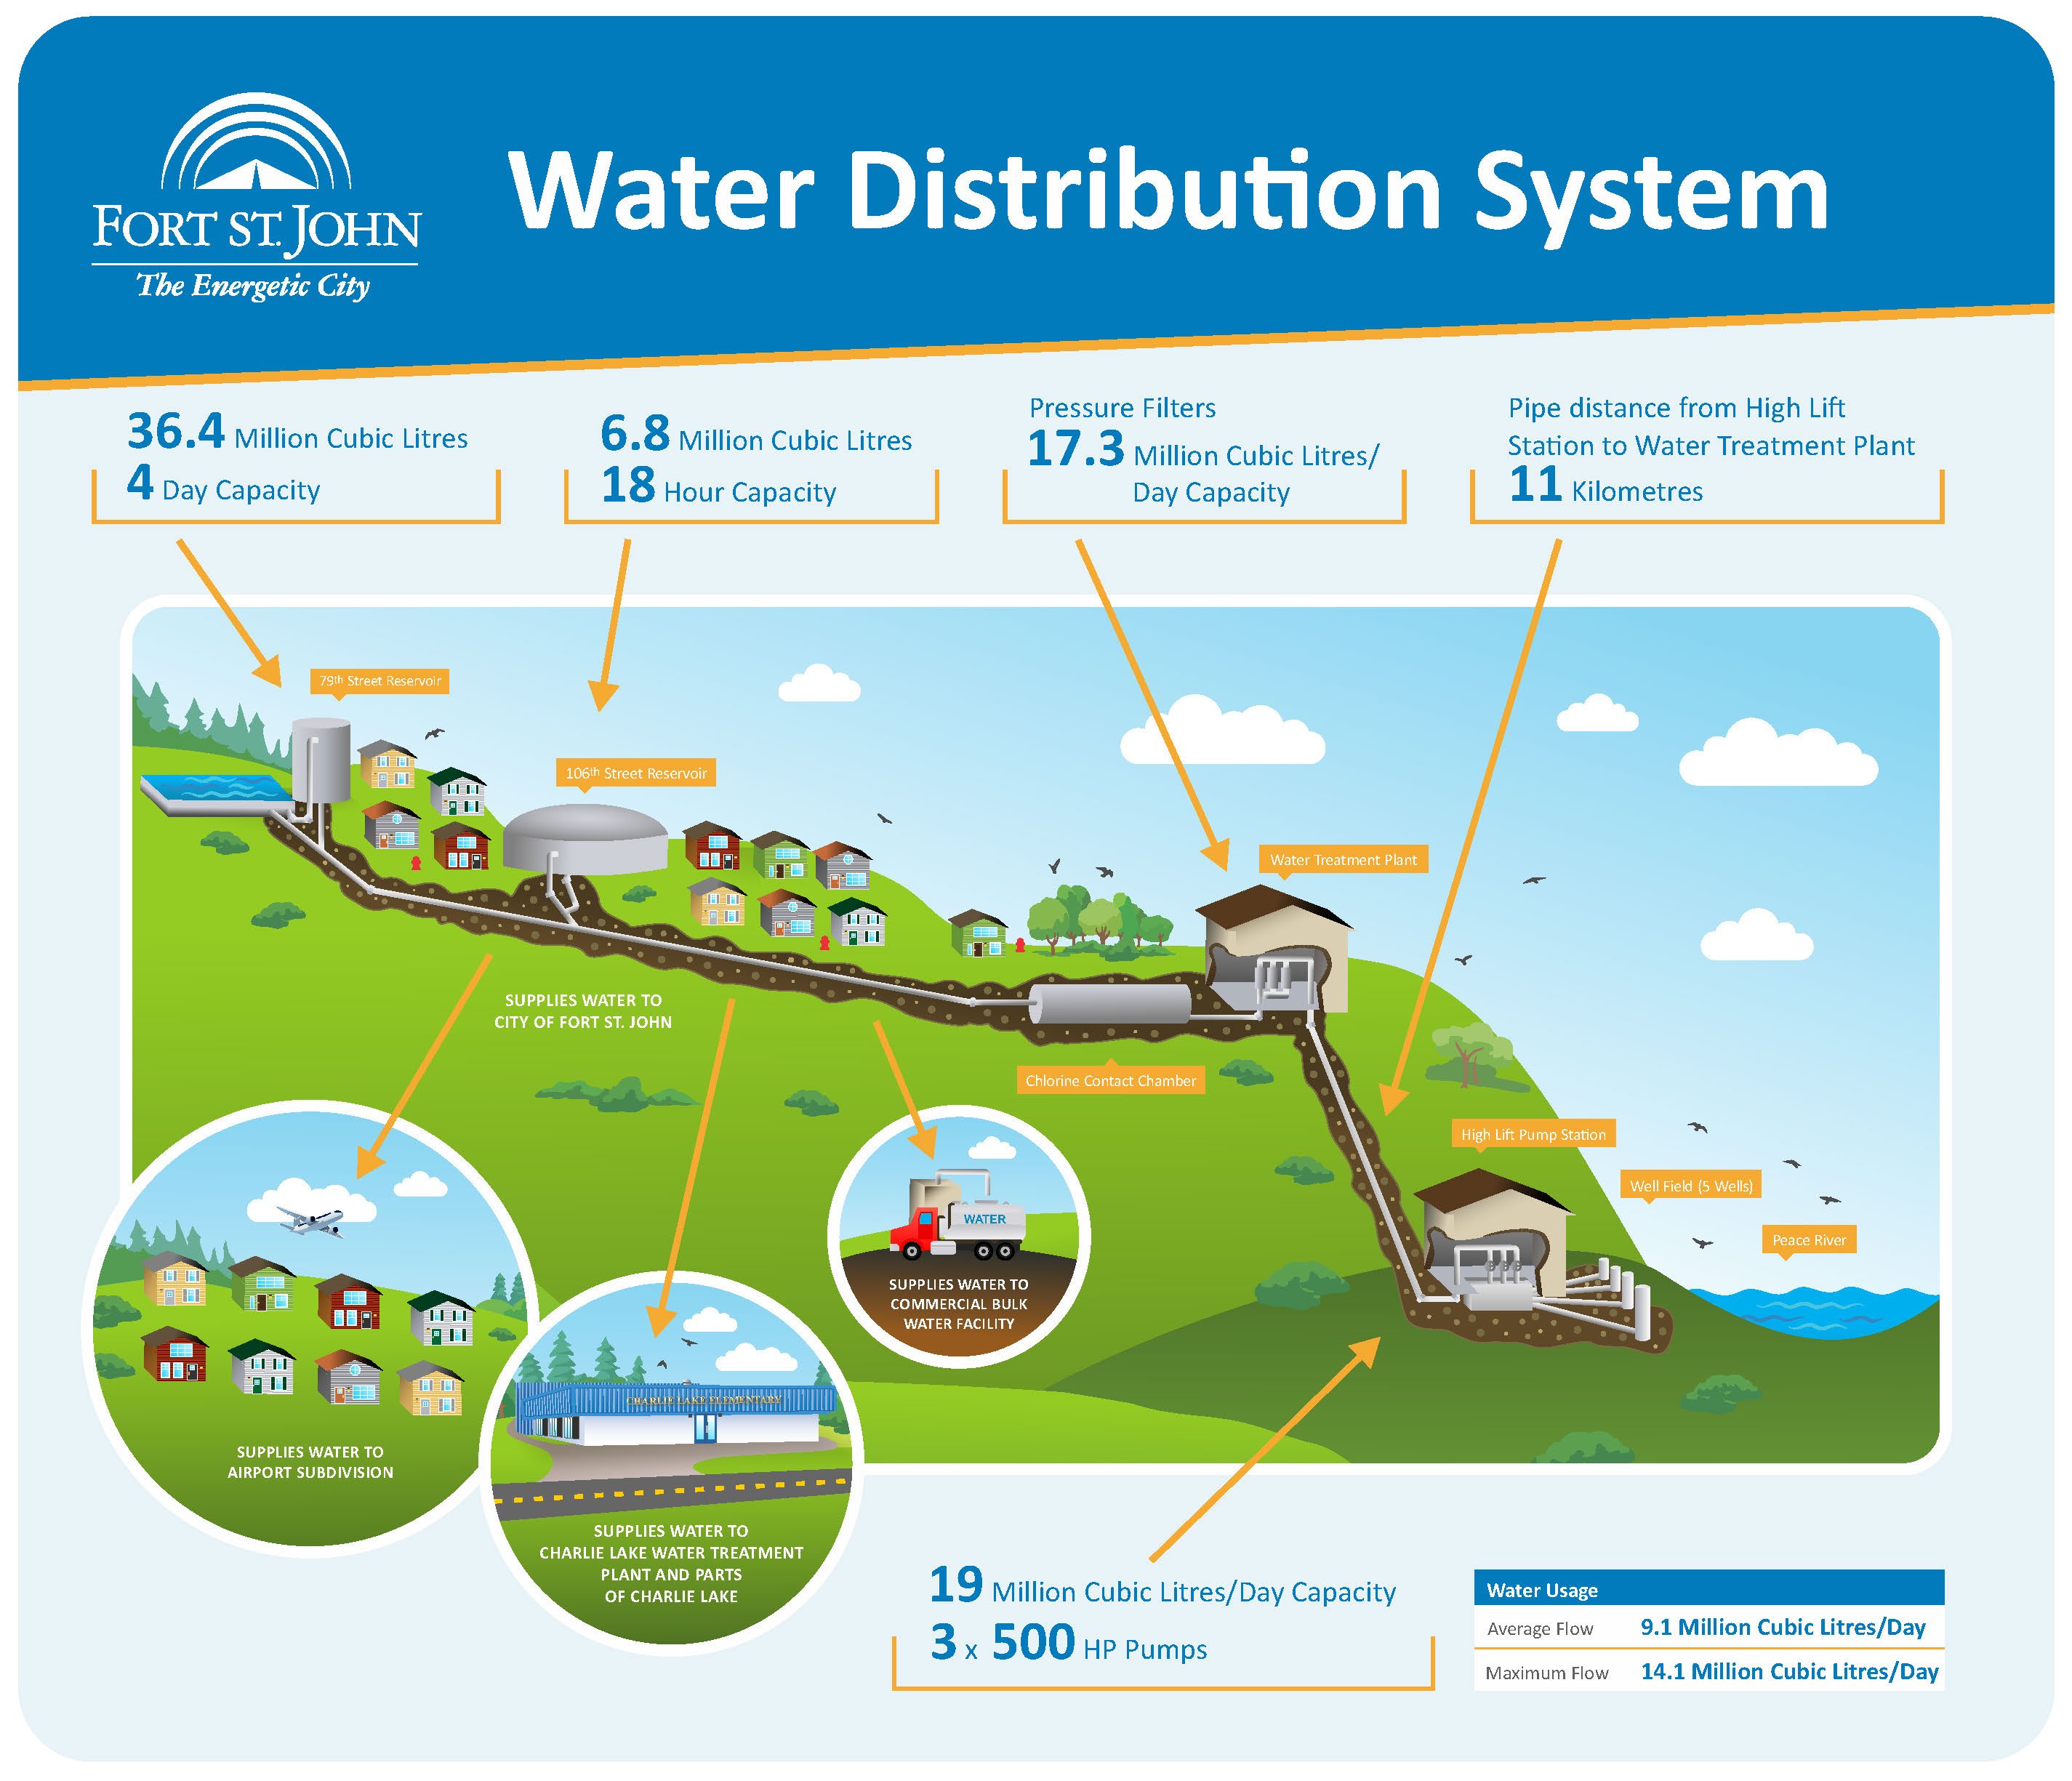 FORT ST. JOHN
The Energetic City
Water Distribution System
36.4 Million Cubic Litres
4 Day Capacity
6.8 Million Cubic Litres
18 Hour Capacity
Pressure Filters
17.3 Million Cubic Litres/
Day Capacity
Pipe distance from High Lift
Station to Water Treatment Plant
11 Kilometres
79th Street Reservoir
106th Street Reservoir
Water Treatment Plant
SUPPLIES WATER TO
CITY OF FORT ST. JOHN
Chlorine Contact Chamber
High Lift Pump Station
Well Field (5 Wells)
Peace River
WATER
SUPPLIES WATER TO
COMMERCIAL BULK
WATER FACILITY
SUPPLIES WATER TO
AIRPORT SUBDIVISION
CHARLIE LAKE ELEMENTARY
SUPPLIES WATER TO
CHARLIE LAKE WATER TREATMENT
PLANT AND PARTS
OF CHARLIE LAKE
19 Million Cubic Litres/Day Capacity
3 x 500 HP Pumps
Water Usage
Average Flow 9.1 Million Cubic Litres/Day
Maximum Flow 14.1 Million Cubic Litres/Day